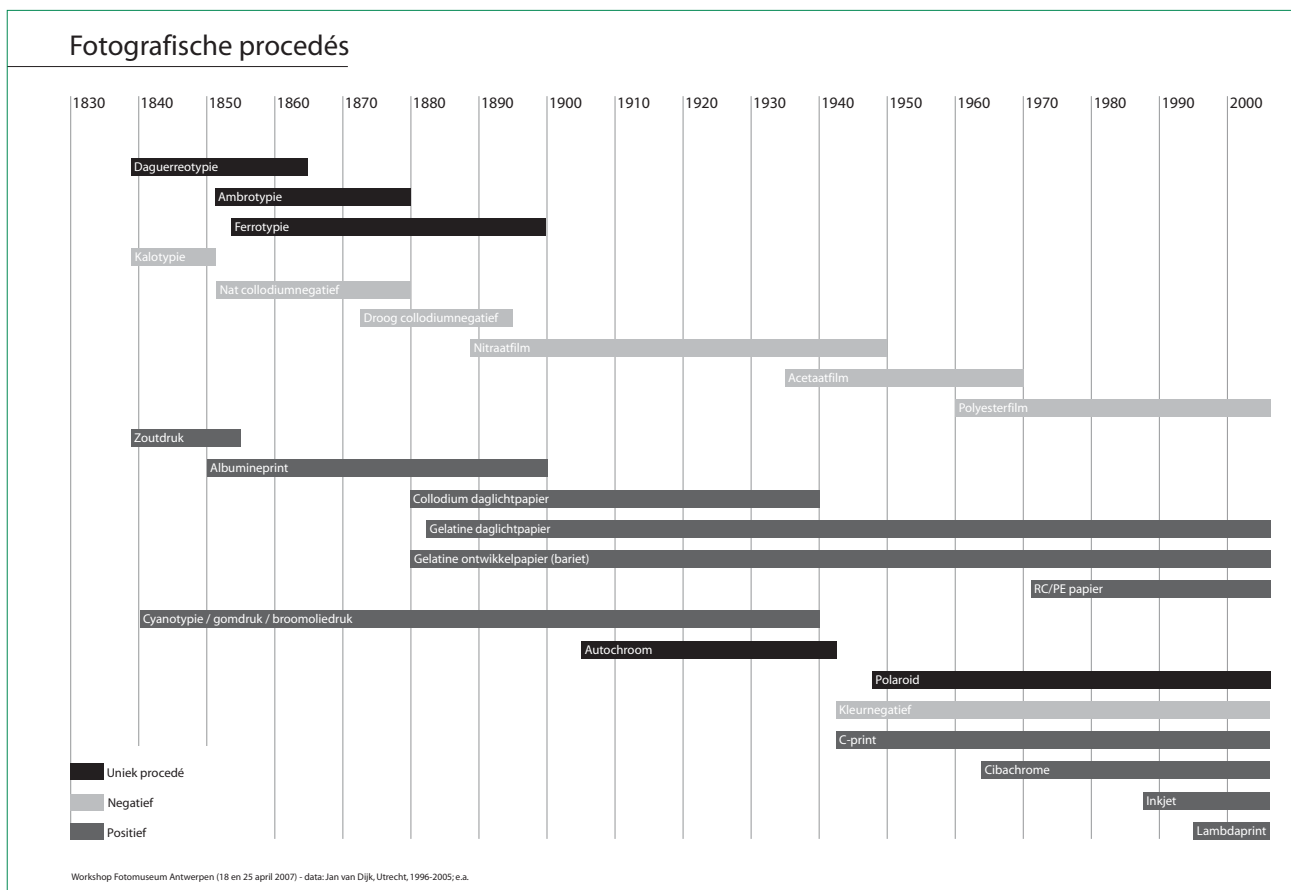 Fotografische procedés
1830 1840 1850 1860 1870 1880 1890 1900 1910 1920 1930 1940 1950 1960 1970 1980 1990 2000
Daguerreotypie
Ambrotypie
Ferrotypie
Kalotypie
Nat collodiumnegatief
Droog collodiumnegatief
Nitraatfilm
Acetaatfilm
Polyesterfilm
Zoutdruk
Albumineprint
Collodium daglichtpapier
Gelatine daglichtpapier
Gelatine ontwikkelpapier (bariet)
RC/PE papier
Cyanotypie / gomdruk / broomoliedruk
Autochroom
Polaroid
Kleurnegatief
C-print
Cibachrome
Inkjet
Lambdaprint
Uniek procedé
Negatief
Positief
Workshop Fotomuseum Antwerpen (18 en 25 april 2007) - data: Jan van Dijk, Utrecht, 1996-2005; e.a.